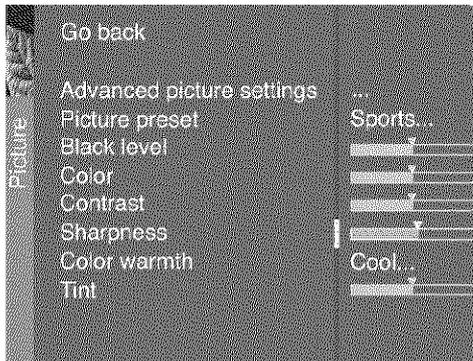 Go back
Advanced picture settings ...
Picture preset Sports...
Black level
Color
Contrast
Sharpness
Color warmth Cool...
Tint
Picture